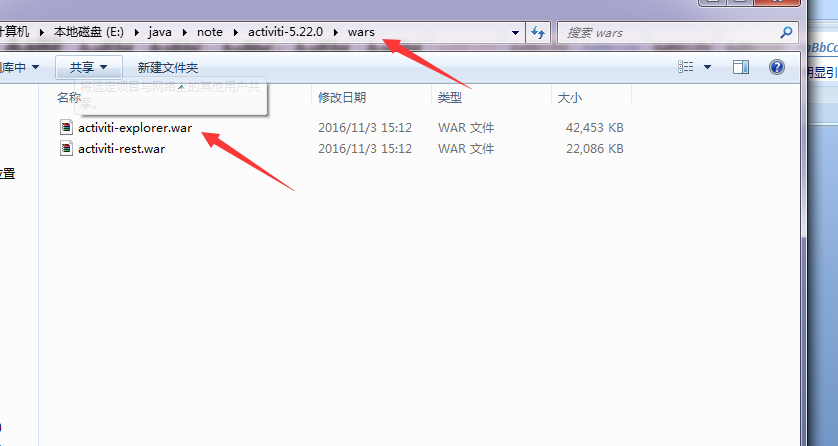 计算机 ▸ 本地磁盘 (E:) ▸ java ▸ note ▸ activiti-5.22.0 ▸ wars
搜索 wars
库中 共享 新建文件夹
名称 修改日期 类型 大小
将选定项目与网络上的其他用户共
享。
activiti-explorer.war 2016/11/3 15:12 WAR 文件 42,453 KB
activiti-rest.war 2016/11/3 15:12 WAR 文件 22,086 KB
位置
明显引